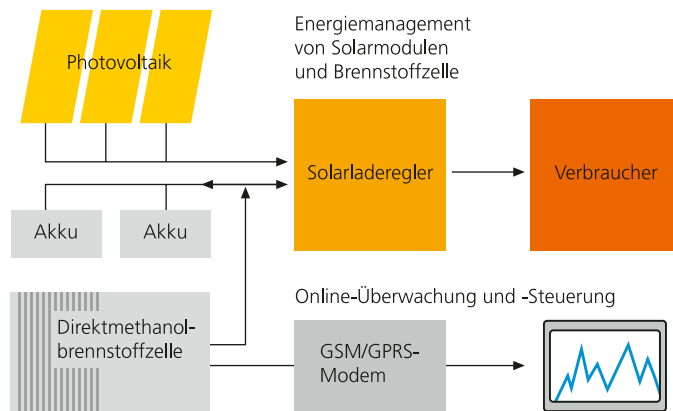 Energiemanagement
von Solarmodulen
und Brennstoffzelle
Photovoltaik
Solarladeregler
Verbraucher
Akku
Akku
Online-Überwachung und -Steuerung
Direktmethanol-
brennstoffzelle
GSM/GPRS-
Modem